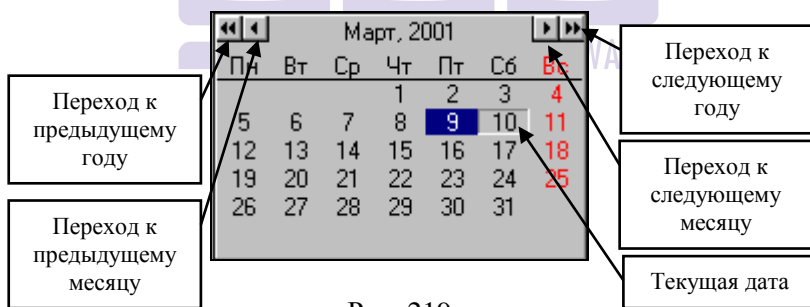 Март, 2001
Пн Вт Ср Чт Пт Сб Вс
1 2 3 4
5 6 7 8 9 10 11
12 13 14 15 16 17 18
19 20 21 22 23 24 25
26 27 28 29 30 31
Переход к
предыдущему
году
Переход к
предыдущему
месяцу
Переход к
следующему
году
Переход к
следующему
месяцу
Текущая дата